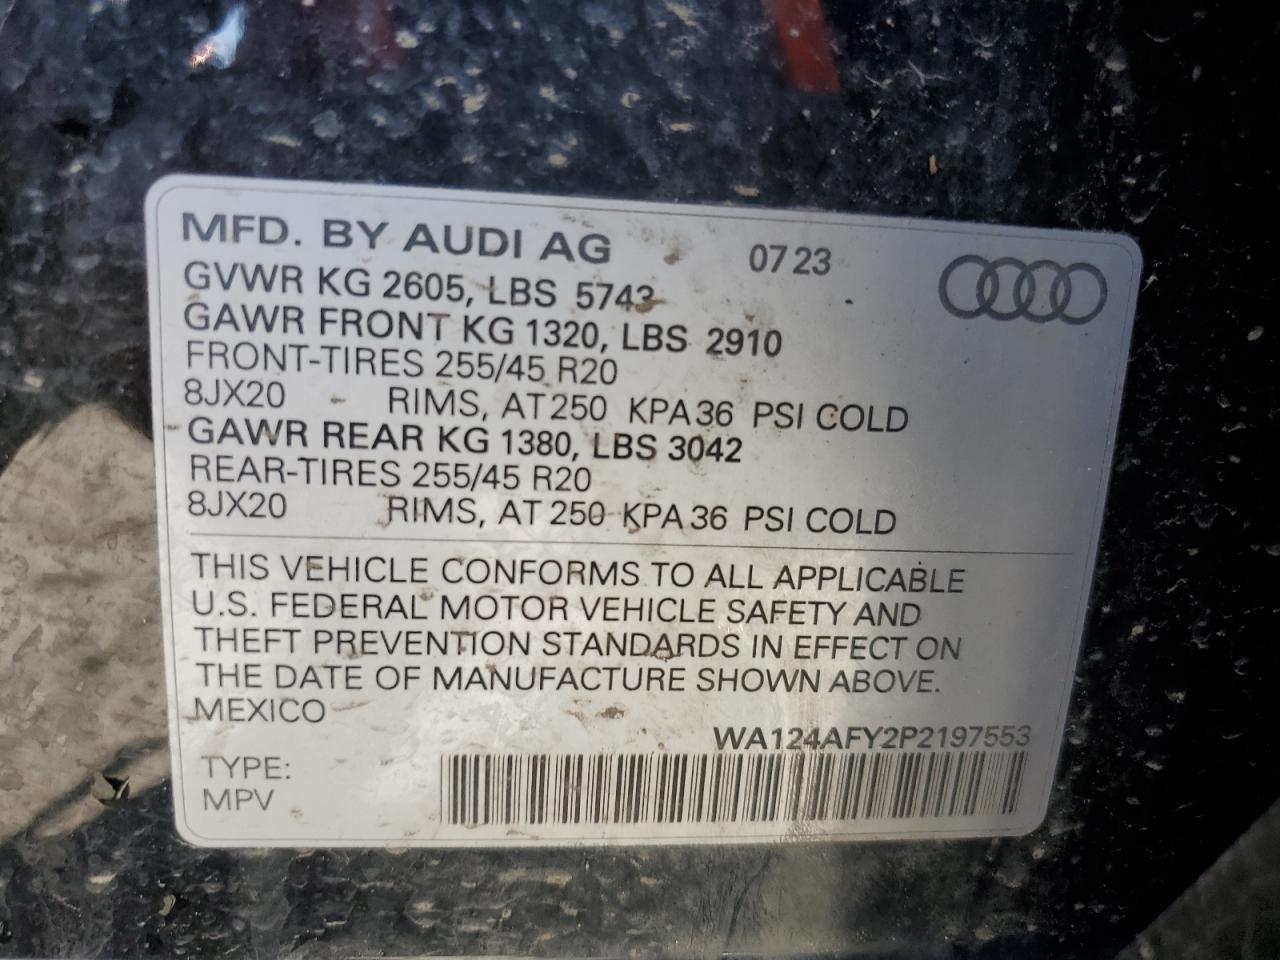 MFD. BY AUDI AG 07 23
GVWR KG 2605, LBS 5743
GAWR FRONT KG 1320, LBS 2910
FRONT-TIRES 255/45 R20
8JX20 RIMS, AT 250 KPA 36 PSI COLD
GAWR REAR KG 1380, LBS 3042
REAR-TIRES 255/45 R20
8JX20 RIMS, AT 250 KPA 36 PSI COLD
THIS VEHICLE CONFORMS TO ALL APPLICABLE
U.S. FEDERAL MOTOR VEHICLE SAFETY AND
THEFT PREVENTION STANDARDS IN EFFECT ON
THE DATE OF MANUFACTURE SHOWN ABOVE.
MEXICO
WA124AFY2P2197553
TYPE:
MPV